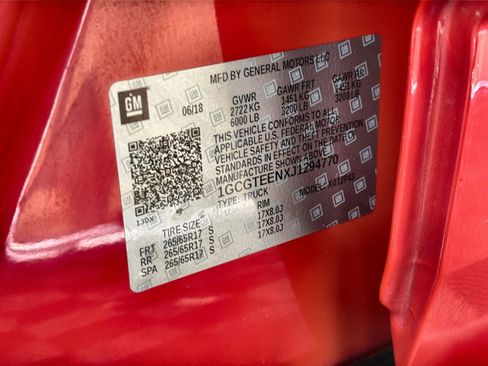 MFD BY GENERAL MOTORS LLC
GM
06/18
GVWR GAWR FRT GAWR RR
2722 KG 1451 KG 1451 KG
6000 LB 3200 LB 3200 LB
THIS VEHICLE CONFORMS TO ALL
APPLICABLE U.S. FEDERAL MOTOR
VEHICLE SAFETY AND THEFT PREVENTION
STANDARDS IN EFFECT ON THE DATE OF
MANUFACTURE SHOWN ABOVE.
1GCGTEENXJ1294770
TYPE: TRUCK MODEL:
130X
TIRE SIZE RIM
FRT 265/65R17 S 17X8.0J
RR 265/65R17 S 17X8.0J
SPA 265/65R17 S 17X8.0J